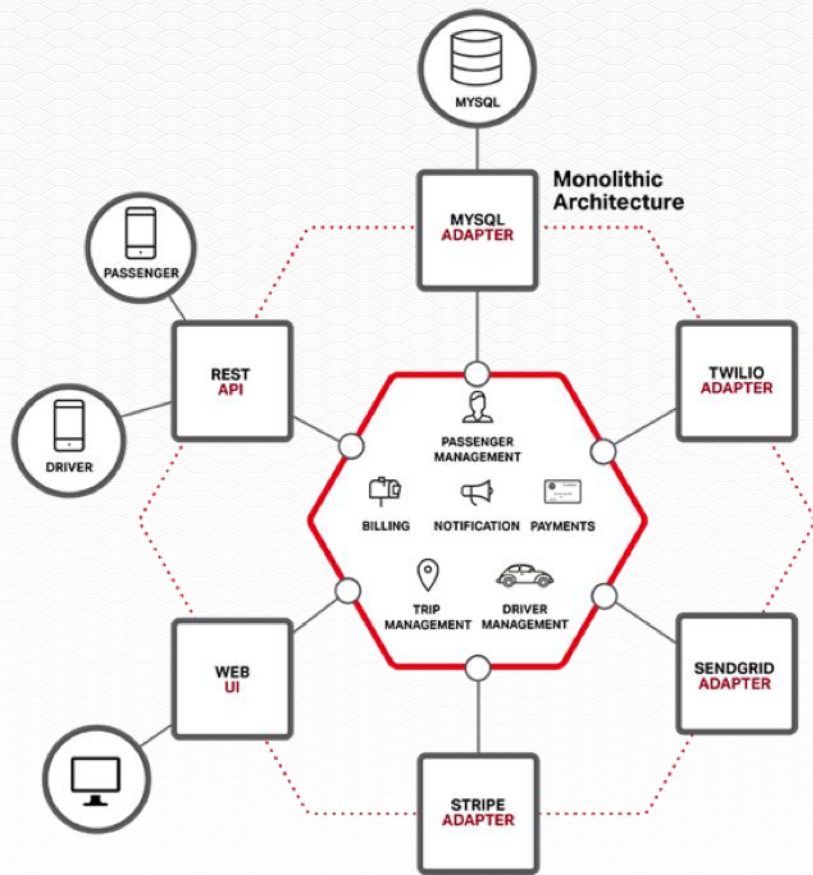 MYSQL
Monolithic
Architecture
MYSQL
ADAPTER
PASSENGER
REST
API
TWILIO
ADAPTER
DRIVER
PASSENGER
MANAGEMENT
BILLING
NOTIFICATION
PAYMENTS
TRIP
MANAGEMENT
DRIVER
MANAGEMENT
WEB
UI
SENDGRID
ADAPTER
STRIPE
ADAPTER